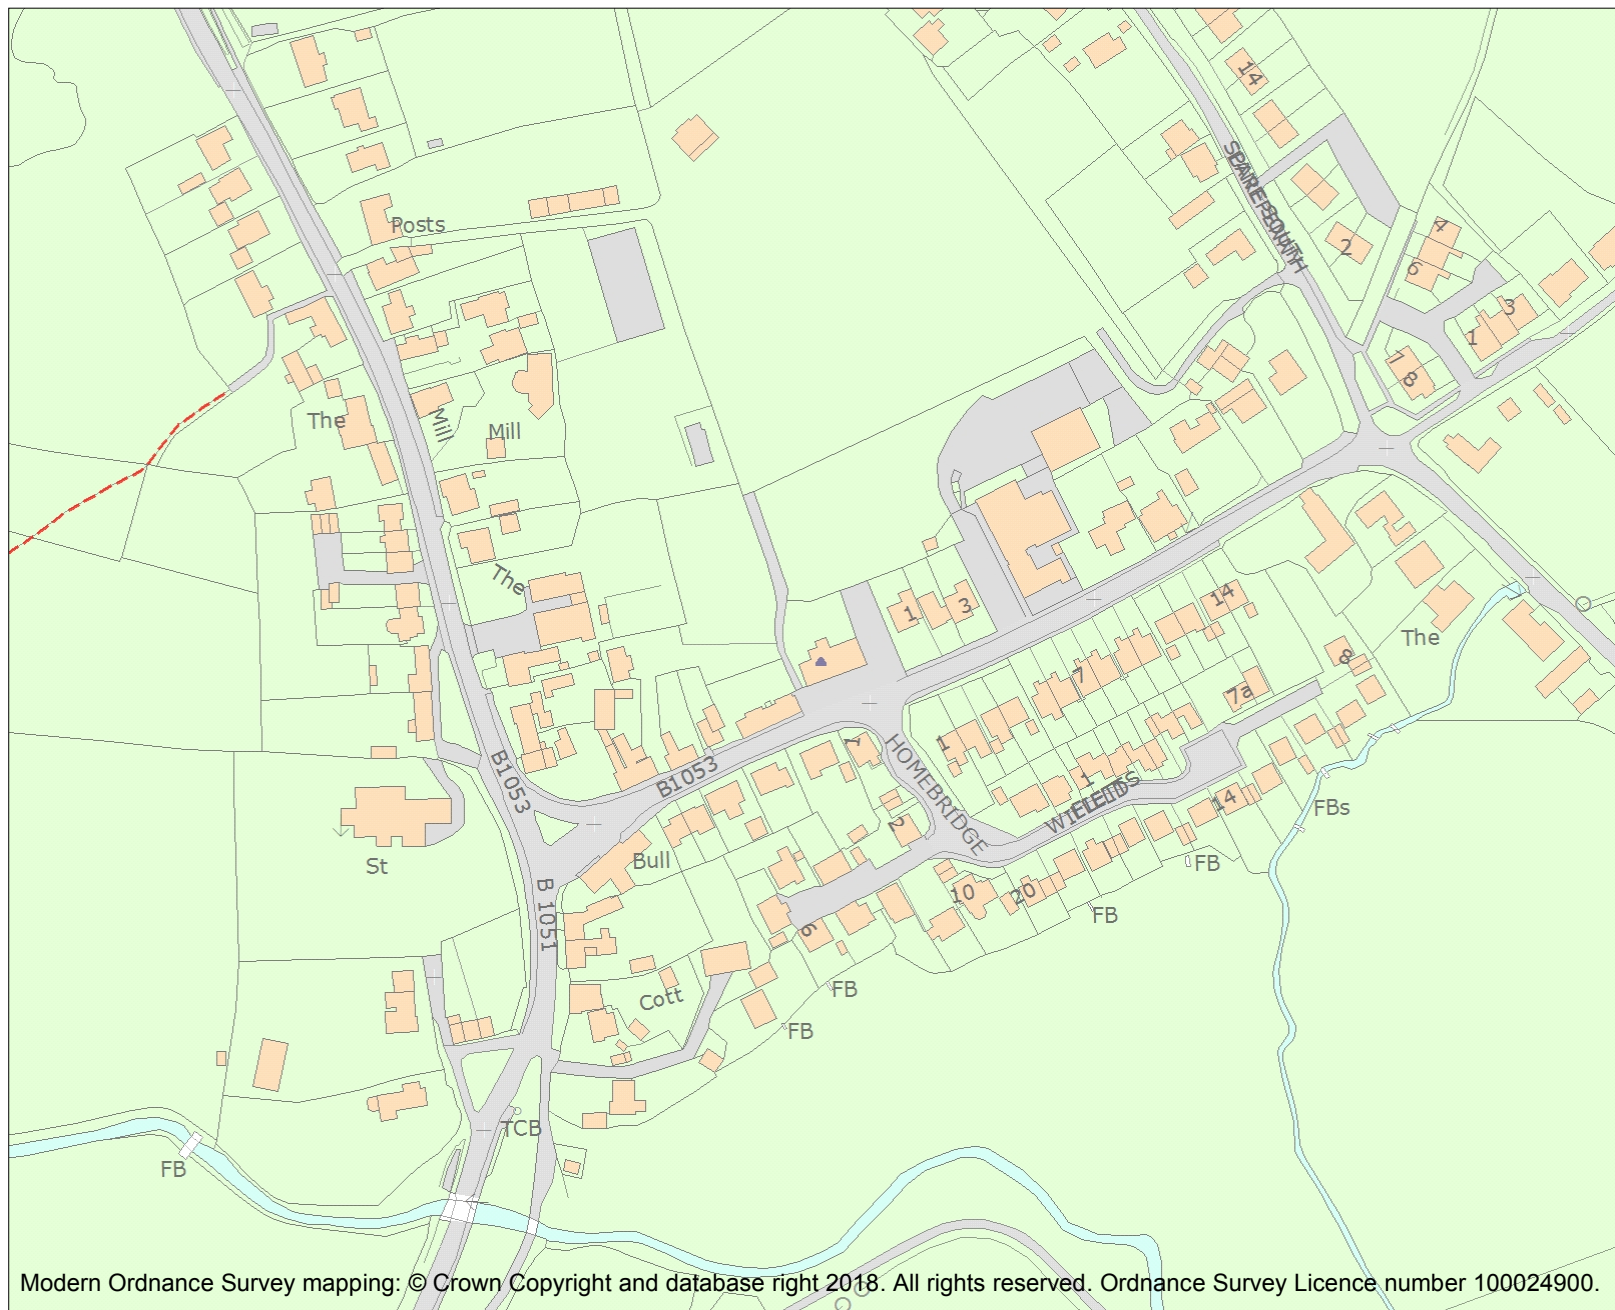 14
Posts
4
2
6
3
1
7
8
The
Mill
Mill
The
14
1
3
The
8
7
7a
1
1
HOMEBRIDGE
B1053
B1053
1
14
FBs
2
Bull
St
FB
10
20
B 1051
FB
6
Cott
FB
FB
TCB
FB
Modern Ordnance Survey mapping: © Crown Copyright and database right 2018. All rights reserved. Ordnance Survey Licence number 100024900.